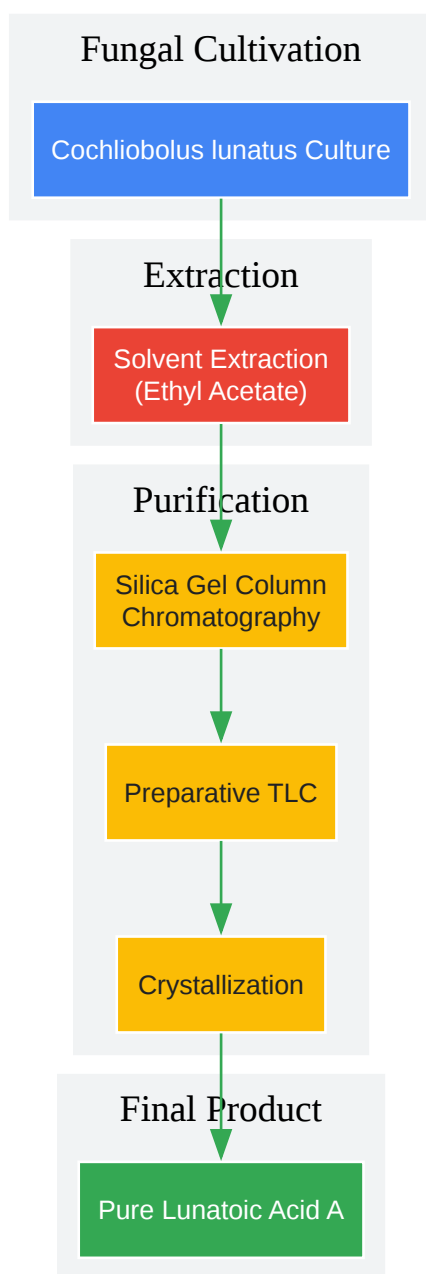 Fungal Cultivation
Cochliobolus lunatus Culture
Extraction
Solvent Extraction
(Ethyl Acetate)
Purification
Silica Gel Column
Chromatography
Preparative TLC
Crystallization
Final Product
Pure Lunatoic Acid A